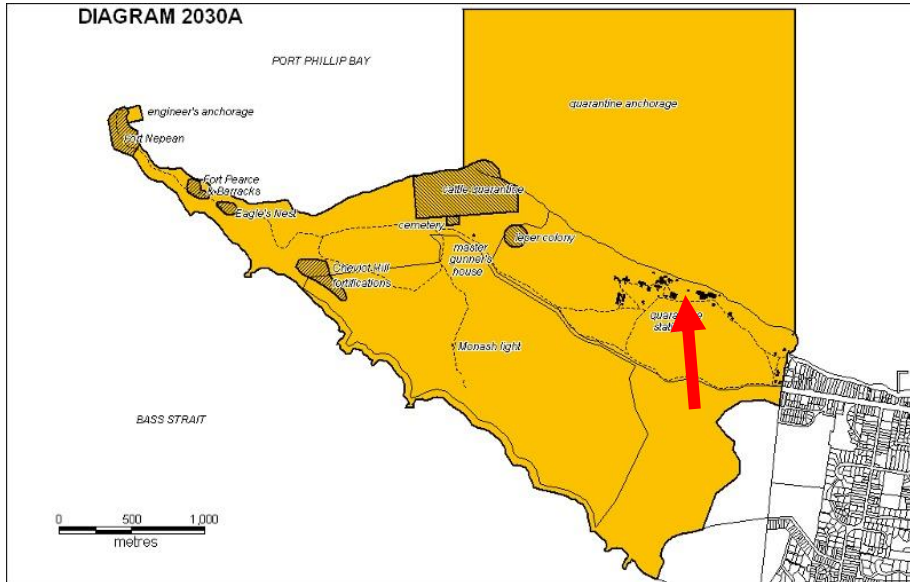 DIAGRAM 2030A
PORT PHILLIP BAY
quarantine anchorage
engineer's anchorage
Fort Nepean
Fort Pearce
& Barracks
Eagle's Nest
cattle quarantine
cemetery
leper colony
master
gunner's
house
Cheviot Hill
fortifications
quarantine
Monash light
BASS STRAIT
0 500 1,000
metres